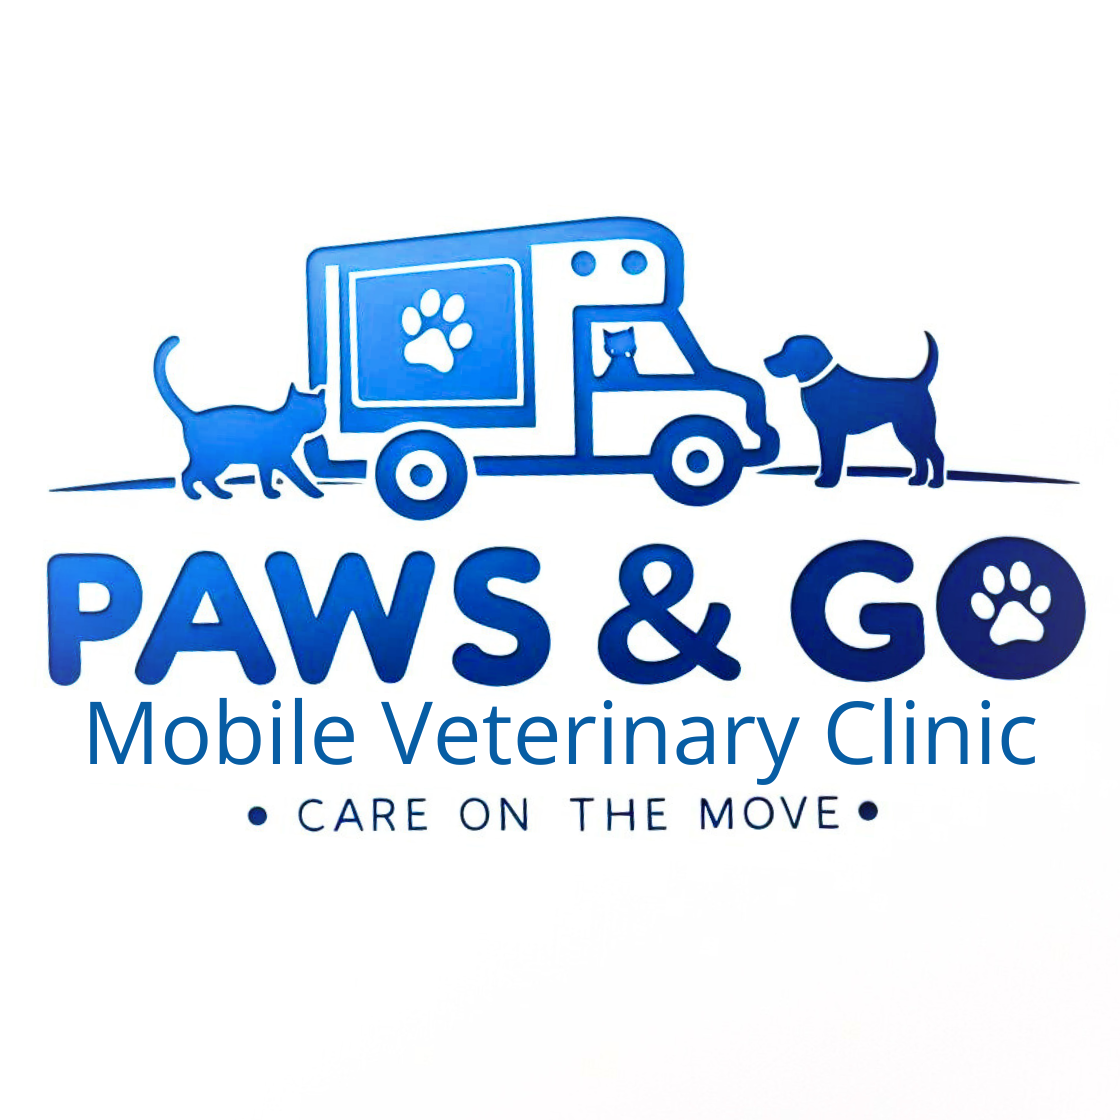 PAWS & GO
Mobile Veterinary Clinic
• CARE ON THE MOVE •